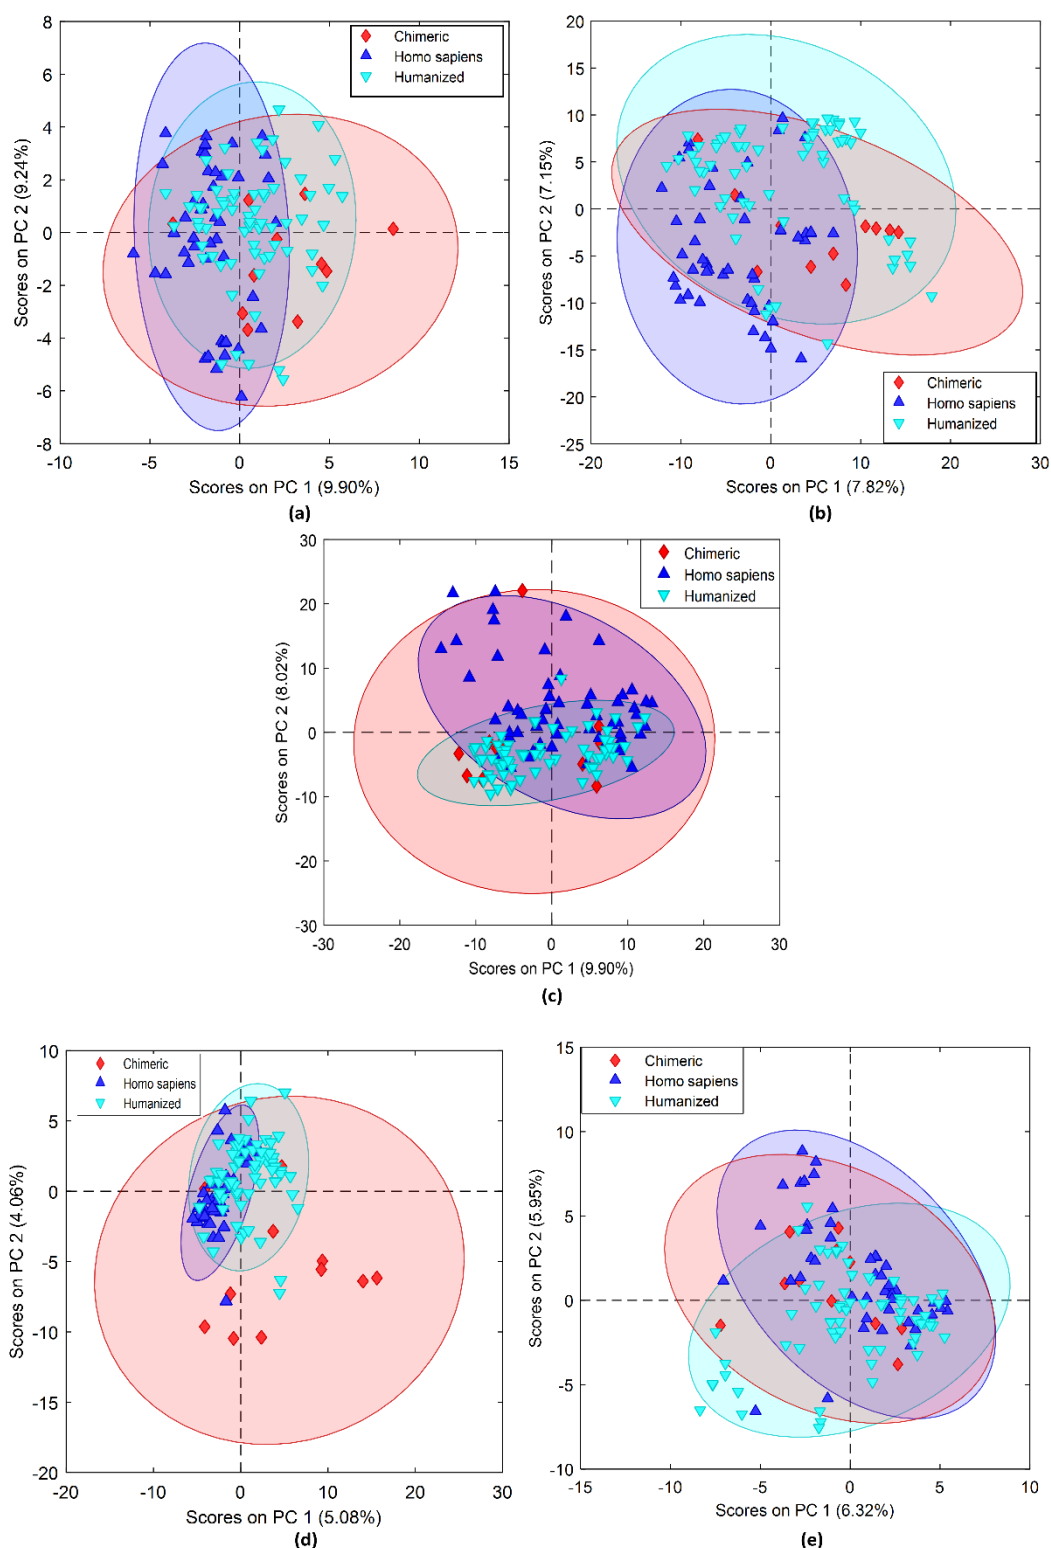 8
6
4
2
0
-2
-4
-6
-8
-10
-5
0
5
10
15
Scores on PC 2 (9.24%)
Scores on PC 1 (9.90%)
Chimeric
Homo sapiens
Humanized
(a)
20
15
10
5
0
-5
-10
-15
-20
-25
-20
-10
0
10
20
30
Scores on PC 2 (7.15%)
Scores on PC 1 (7.82%)
Chimeric
Homo sapiens
Humanized
(b)
30
20
10
0
-10
-20
-30
-30
-20
-10
0
10
20
30
Scores on PC 2 (8.02%)
Scores on PC 1 (9.90%)
Chimeric
Homo sapiens
Humanized
(c)
10
5
0
-5
-10
-15
-20
-20
-10
0
10
20
30
Scores on PC 2 (4.06%)
Scores on PC 1 (5.08%)
Chimeric
Homo sapiens
Humanized
(d)
15
10
5
0
-5
-10
-15
-10
-5
0
5
10
Scores on PC 2 (5.95%)
Scores on PC 1 (6.32%)
Chimeric
Homo sapiens
Humanized
(e)